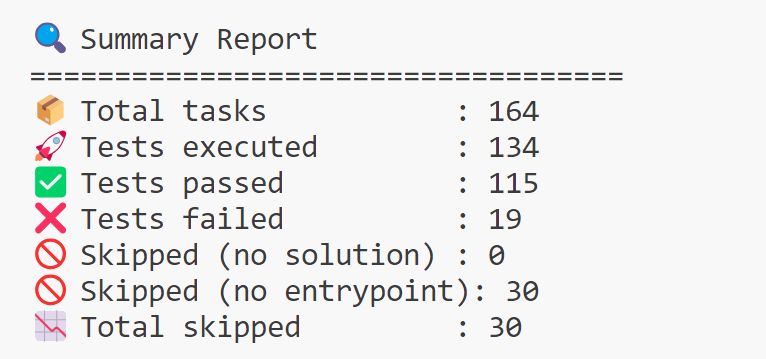 🔍 Summary Report
===================================
📦 Total tasks : 164
🚀 Tests executed : 134
✅ Tests passed : 115
❌ Tests failed : 19
🚫 Skipped (no solution) : 0
🚫 Skipped (no entrypoint): 30
📉 Total skipped : 30